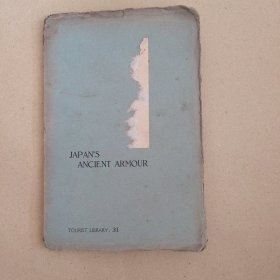 JAPAN'S
ANCIENT ARMOUR
TOURIST LIBRARY. 31